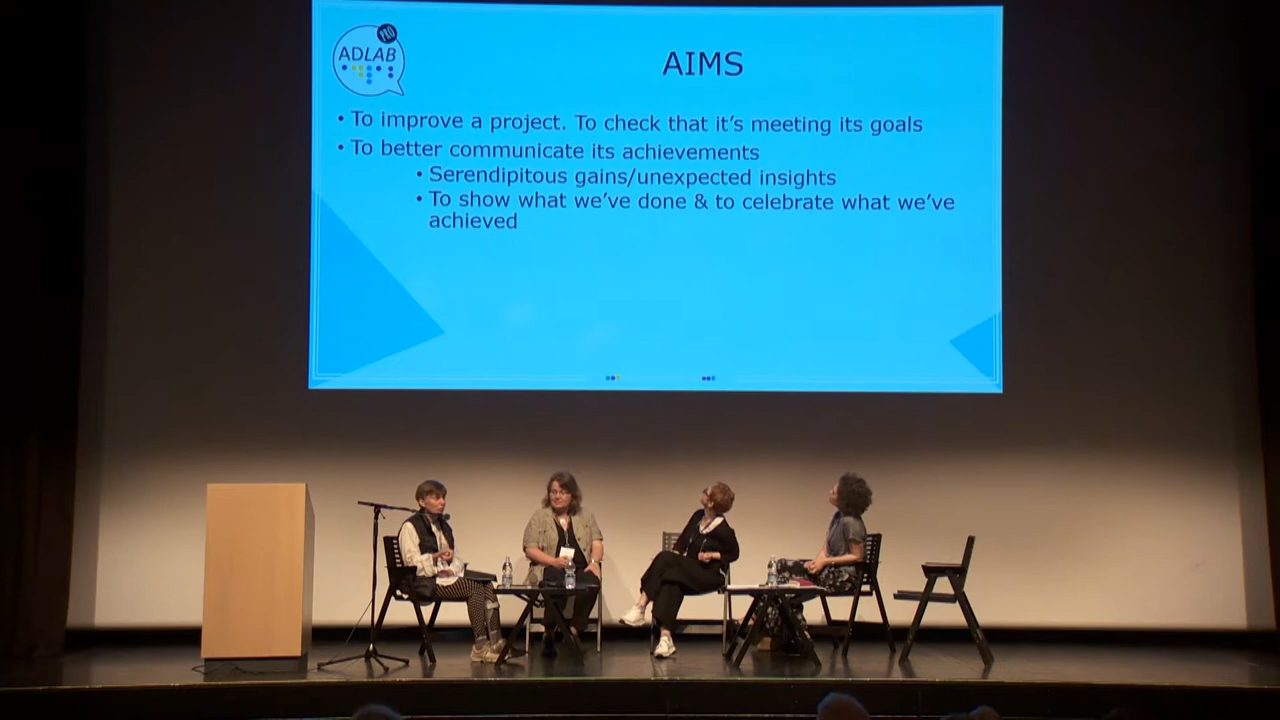 PRO
ADLAB
AIMS
• To improve a project. To check that it's meeting its goals
• To better communicate its achievements
• Serendipitous gains/unexpected insights
• To show what we've done & to celebrate what we've
achieved